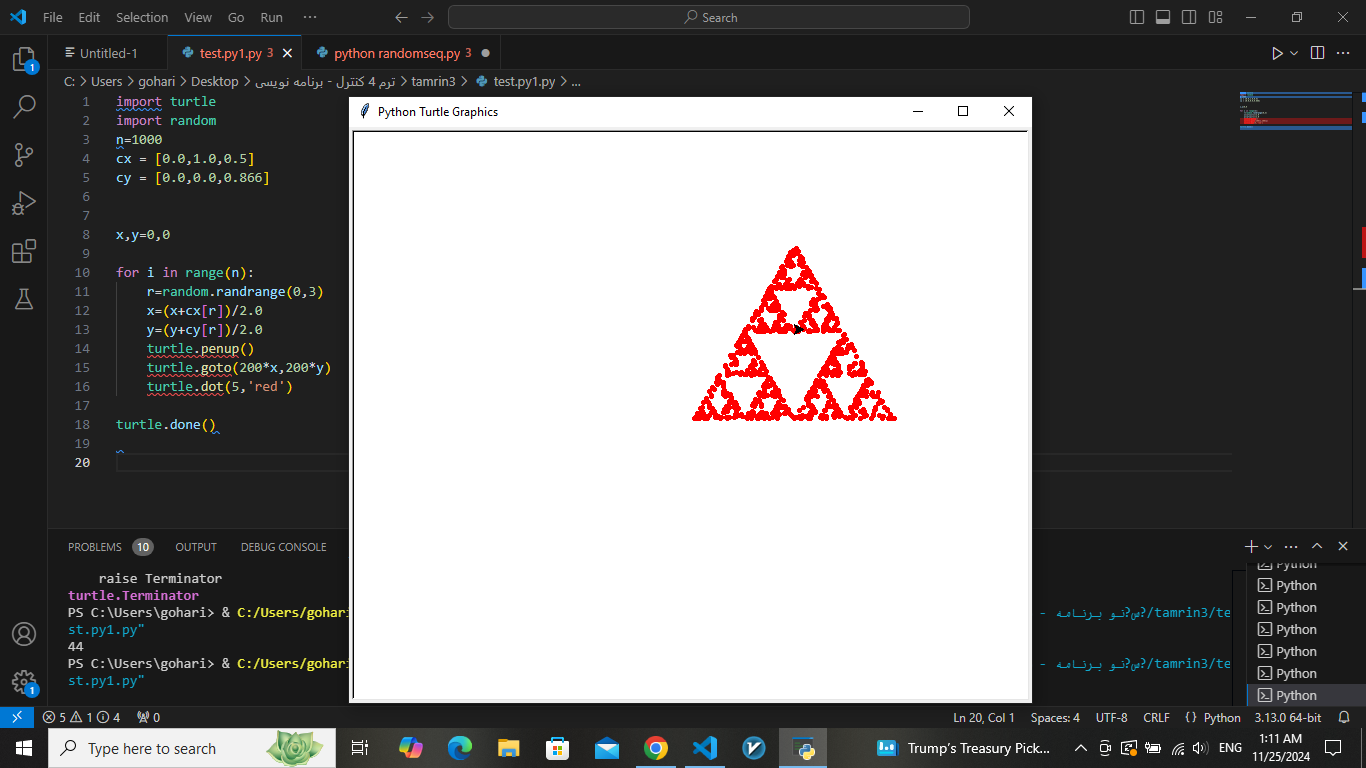 File Edit Selection View Go Run ···
Search
Untitled-1
test.py1.py 3
python randomseq.py 3
C: > Users > gohari > Desktop > نرم 4 کنترل - برنامه نویسی > tamrin3 > test.py1.py > ...
1 import turtle
2 import random
3 n=1000
4 cx = [0.0,1.0,0.5]
5 cy = [0.0,0.0,0.866]
6
7
8 x,y=0,0
9
10 for i in range(n):
11 r=random.randrange(0,3)
12 x=(x+cx[r])/2.0
13 y=(y+cy[r])/2.0
14 turtle.penup()
15 turtle.goto(200*x,200*y)
16 turtle.dot(5,'red')
17
18 turtle.done()
19
20
Python Turtle Graphics
1
PROBLEMS 10 OUTPUT DEBUG CONSOLE
raise Terminator
turtle.Terminator
PS C:\Users\gohari> & C:/Users/gohari
- نو برنامه?س?/tamrin3/te
st.py1.py"
44
PS C:\Users\gohari> & C:/Users/gohari
- نو برنامه?س?/tamrin3/te
st.py1.py"
Python
Python
Python
Python
Python
Python
Python
1
5 1 4 0
Ln 20, Col 1 Spaces: 4 UTF-8 CRLF {} Python 3.13.0 64-bit
Type here to search
Trump's Treasury Pick...
ENG
1:11 AM
11/25/2024